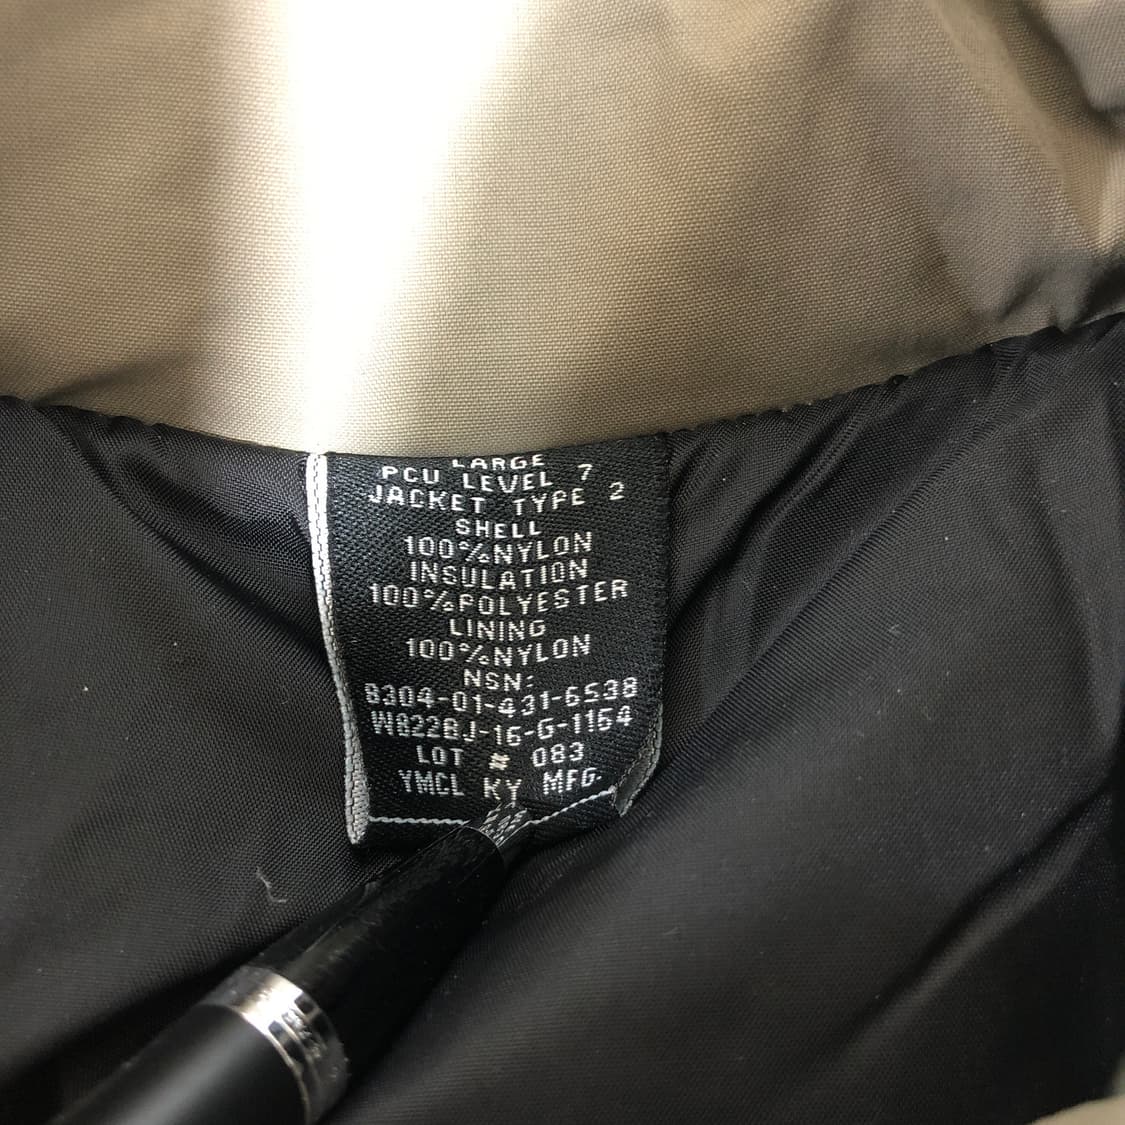 LARGE
PCU LEVEL 7
JACKET TYPE 2
SHELL
100%NYLON
INSULATION
100%POLYESTER
LINING
100%NYLON
NSN:
8304-01-431-6538
W822BJ-16-G-1164
LOT # 083
YMCL KY MFG.